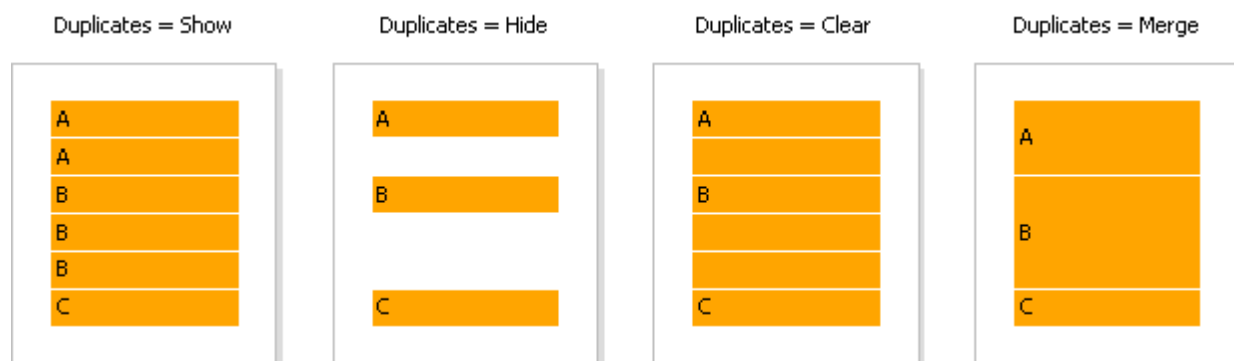 Duplicates = Show
A
A
B
B
B
C
Duplicates = Hide
A
B
C
Duplicates = Clear
A
B
C
Duplicates = Merge
A
B
C